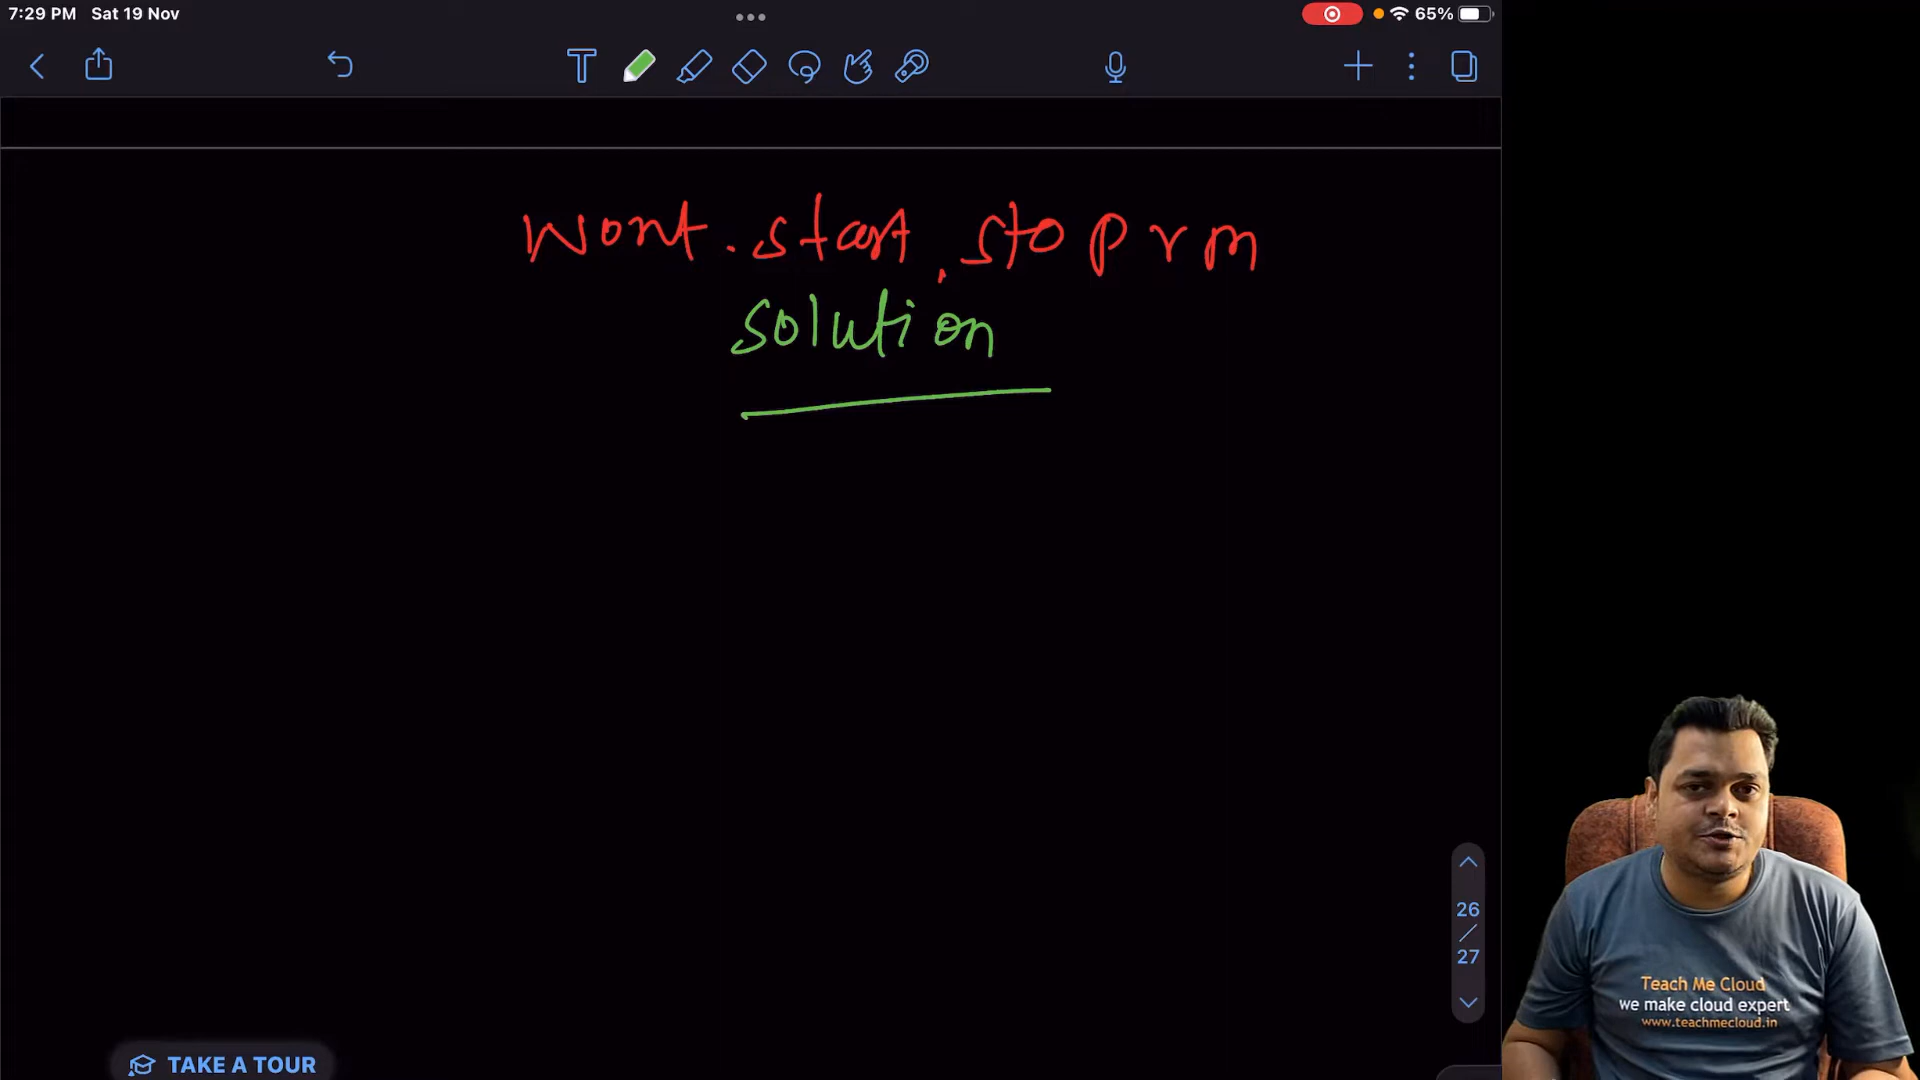 7:29 PM Sat 19 Nov
65%
T
Wont. start. stop rm
solution
26
27
Teach Me Cloud
we make cloud expert
www.teachmecloud.in
TAKE A TOUR